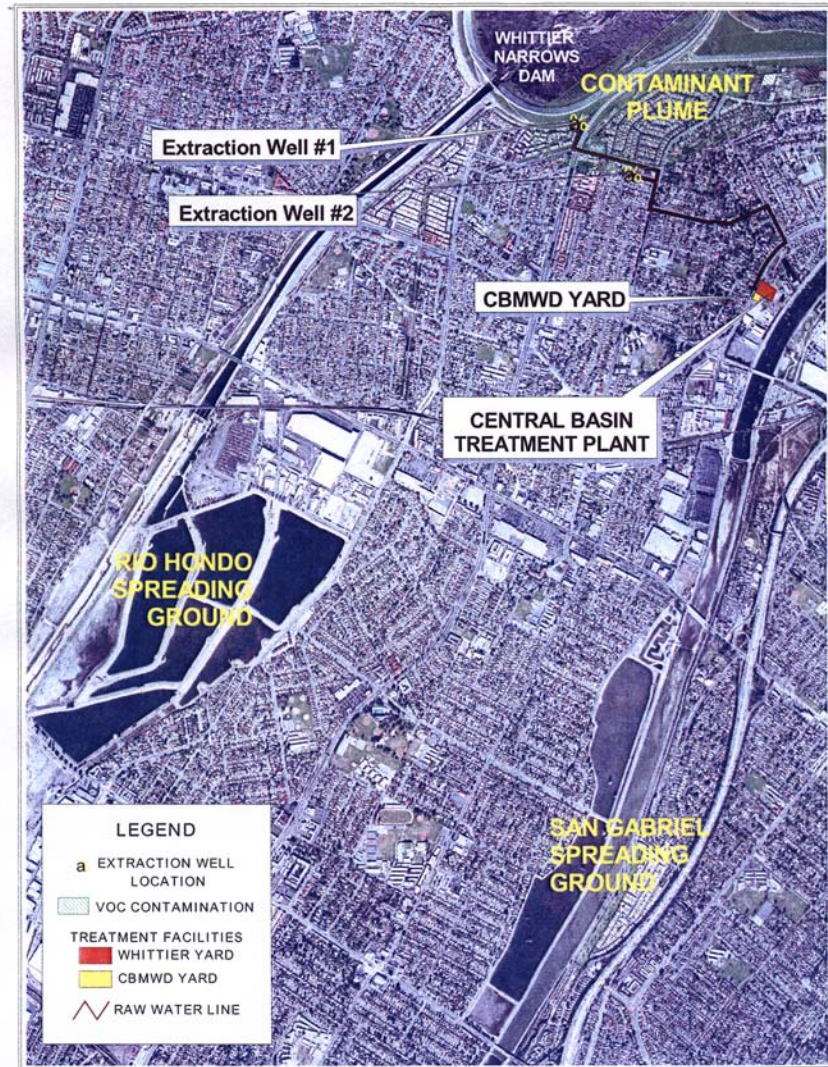 WHITTIER
NARROWS
DAM
CONTAMINANT
PLUME
Extraction Well #1
Extraction Well #2
CBMWD YARD
CENTRAL BASIN
TREATMENT PLANT
RIO HONDO
SPREADING
GROUND
SAN GABRIEL
SPREADING
GROUND
LEGEND
a EXTRACTION WELL
LOCATION
VOC CONTAMINATION
TREATMENT FACILITIES
WHITTIER YARD
CBMWD YARD
RAW WATER LINE